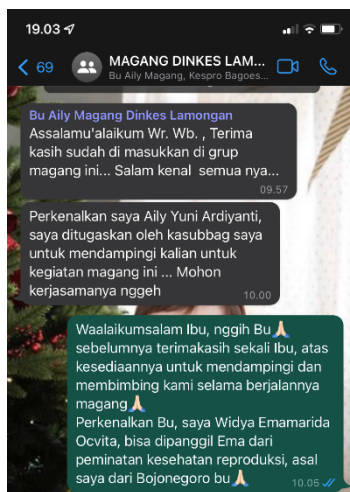 19.03
69
MAGANG DINKES LAM...
Bu Aily Magang, Kespro Bagoes...
Bu Aily Magang Dinkes Lamongan
Assalamu'alaikum Wr. Wb. , Terima
kasih sudah di masukkan di grup
magang ini... Salam kenal semua nya...
09.57
Perkenalkan saya Aily Yuni Ardiyanti,
saya ditugaskan oleh kasubbag saya
untuk mendampingi kalian untuk
kegiatan magang ini ... Mohon
kerjasamanya nggeh
10.00
Waalaikumsalam Ibu, nggih Bu🙏🏻
sebelumnya terimakasih sekali Ibu, atas
kesediaannya untuk mendampingi dan
membimbing kami selama berjalannya
magang🙏🏻
Perkenalkan Bu, saya Widya Emamarida
Ocvita, bisa dipanggil Ema dari
peminatan kesehatan reproduksi, asal
saya dari Bojonegoro bu🙏🏻
10.05